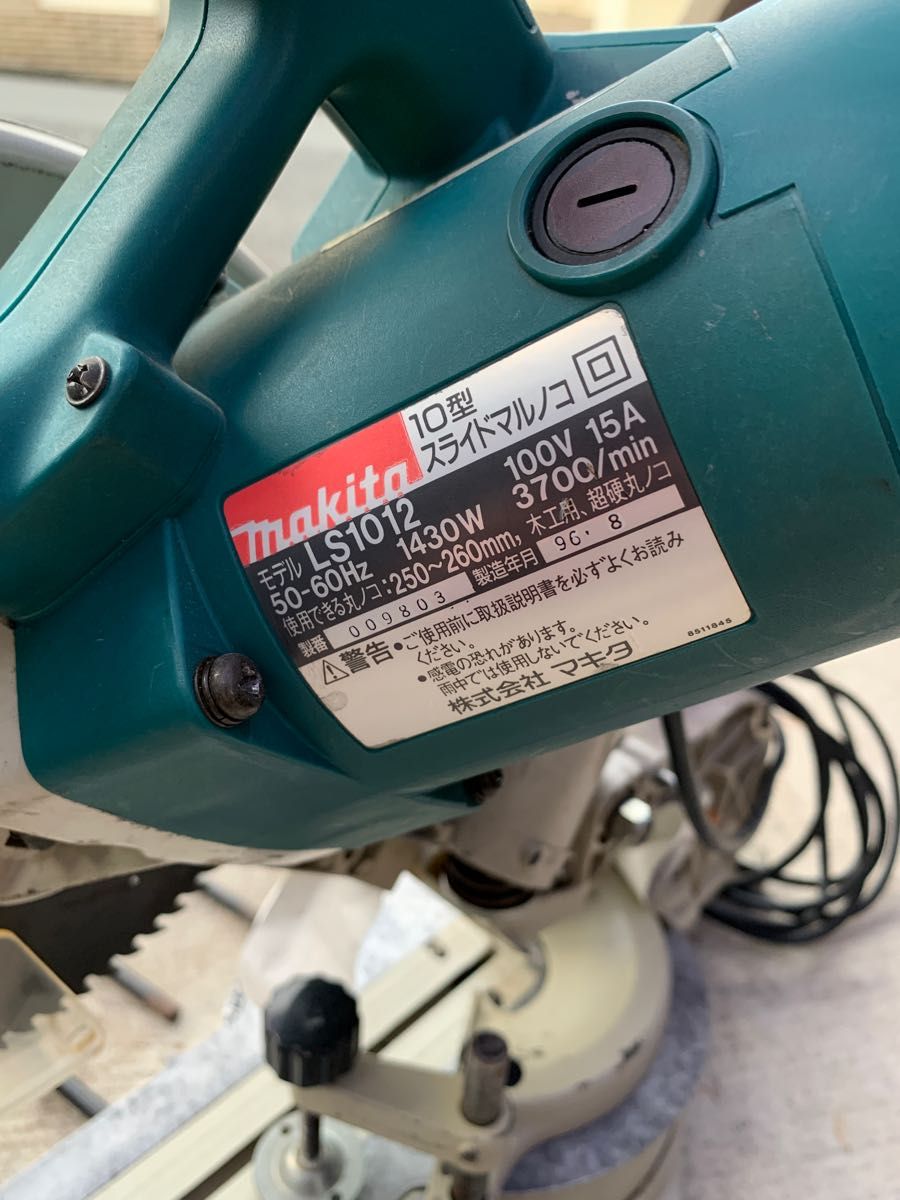 10型
スライドマルノコ
makita
モデル LS1012 100V 15A
50-60Hz 1430W 3700/min
使用できる丸ノコ:250~260mm, 木工用、超硬丸ノコ
製番 009803 製造年月 96.8
警告 •ご使用前に取扱説明書を必ずよくお読み
ください。
•感電の恐れがあります。
雨中では使用しないでください。
株式会社 マキタ
851184S